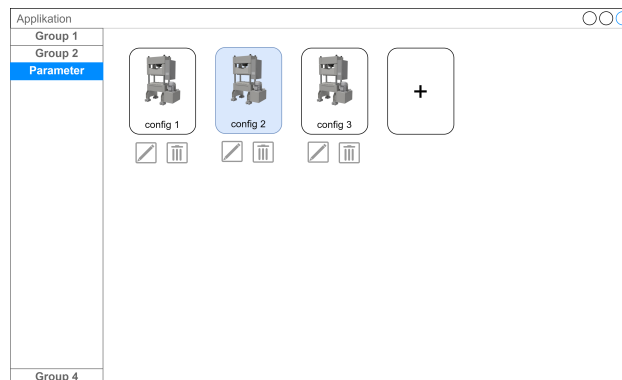 Applikation
Group 1
Group 2
Parameter
config 1
config 2
config 3
+
Group 4